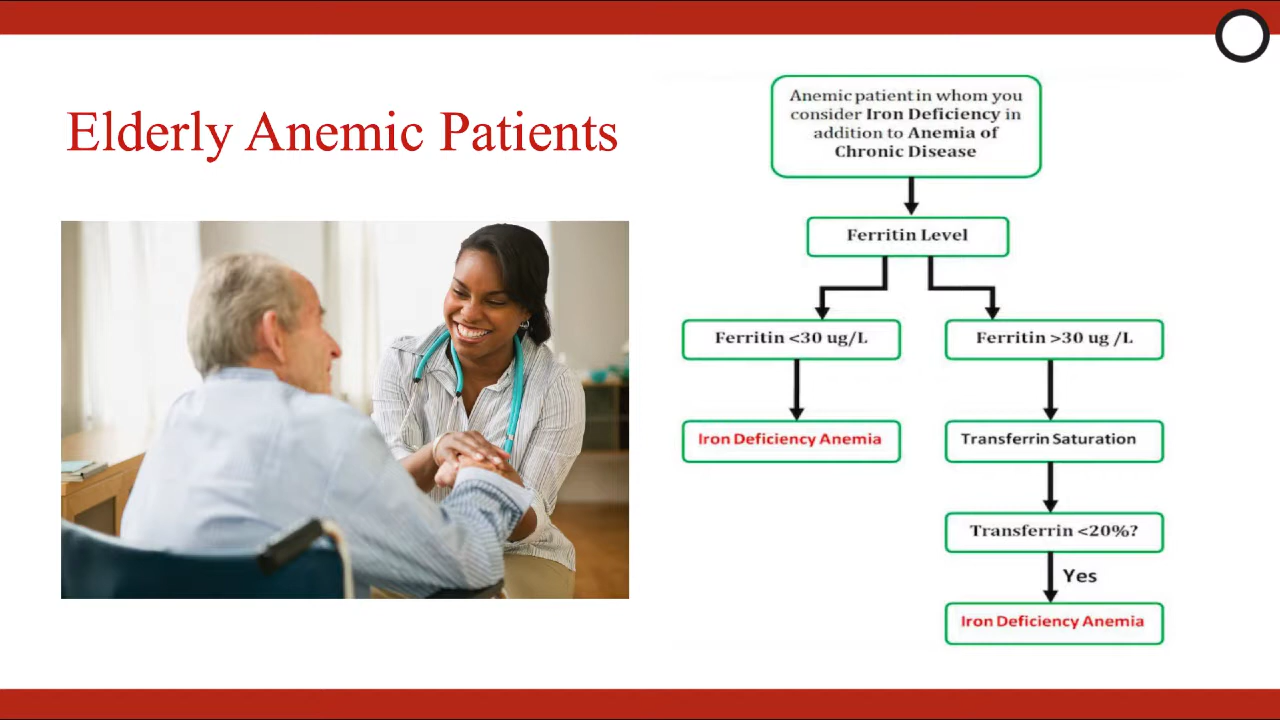 Elderly Anemic Patients
Anemic patient in whom you
consider Iron Deficiency in
addition to Anemia of
Chronic Disease
Ferritin Level
Ferritin <30 ug/L
Ferritin >30 ug /L
Iron Deficiency Anemia
Transferrin Saturation
Transferrin <20%?
Yes
Iron Deficiency Anemia